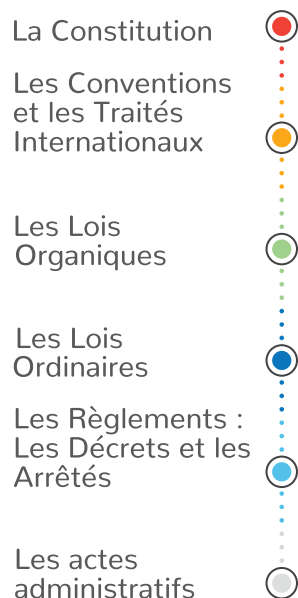 La Constitution
Les Conventions
et les Traités
Internationaux
Les Lois
Organiques
Les Lois
Ordinaires
Les Règlements :
Les Décrets et les
Arrêtés
Les actes
administratifs